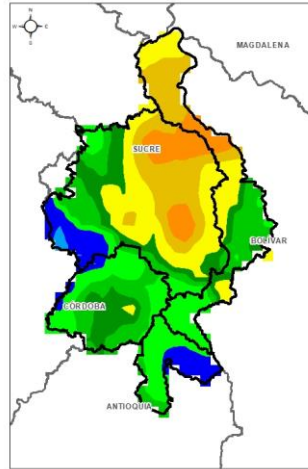 N
W E
S
MAGDALENA
SUCRE
BOLIVAR
CORDOBA
ANTIOQUIA